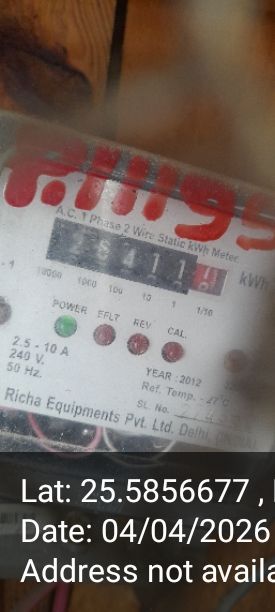 A.C. 1 Phase 2 Wire Static kWh Meter
8411
kWh
10000 1000 100 10 1 1/10
POWER EFLT REV. CAL.
2.5 - 10 A
240 V.
50 Hz.
YEAR : 2012
Ref. Temp. - 27°C
SL. No.
Richa Equipments Pvt. Ltd. Delhi,
Lat: 25.5856677 ,
Date: 04/04/2026
Address not availa